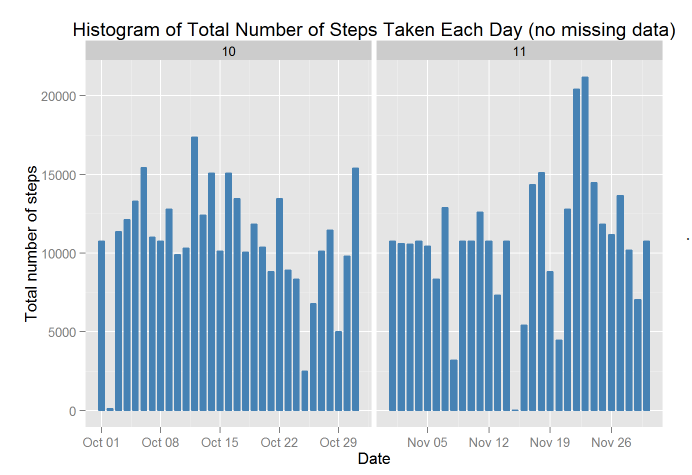 Histogram of Total Number of Steps Taken Each Day (no missing data)
10 11
20000
15000
10000
5000
0
Total number of steps
Oct 01 Oct 08 Oct 15 Oct 22 Oct 29 Nov 05 Nov 12 Nov 19 Nov 26
Date